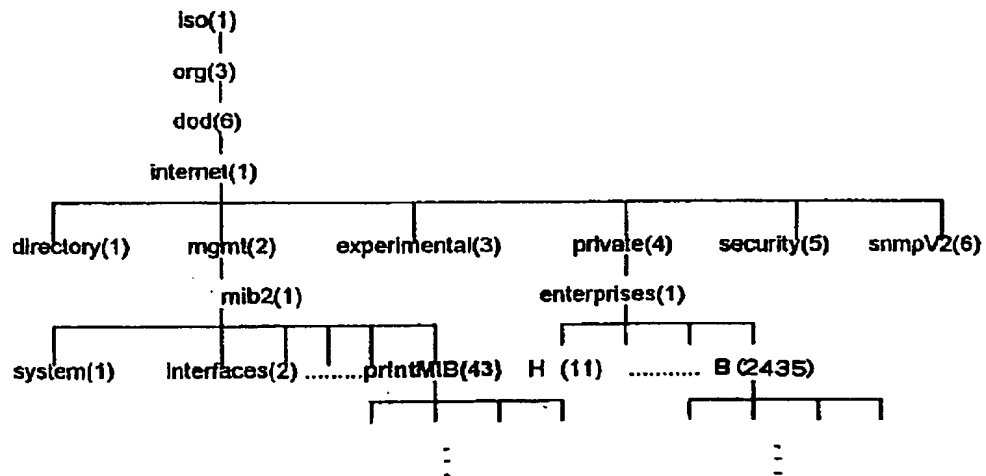 iso(1)
org(3)
dod(6)
internet(1)
directory(1) mgmt(2) experimental(3) private(4) security(5) snmpV2(6)
mib2(1) enterprises(1)
system(1) interfaces(2) ......... printMIB(43) H (11) ........... B (2435)